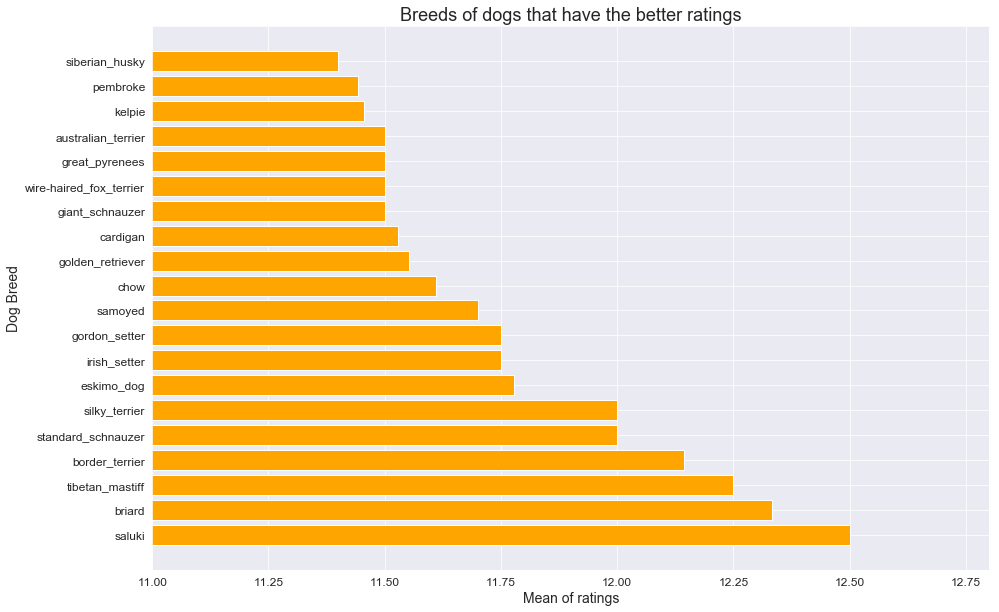 Breeds of dogs that have the better ratings
siberian_husky
pembroke
kelpie
australian_terrier
great_pyrenees
wire-haired_fox_terrier
giant_schnauzer
cardigan
golden_retriever
chow
samoyed
gordon_setter
irish_setter
eskimo_dog
silky_terrier
standard_schnauzer
border_terrier
tibetan_mastiff
briard
saluki
Dog Breed
11.00 11.25 11.50 11.75 12.00 12.25 12.50 12.75
Mean of ratings